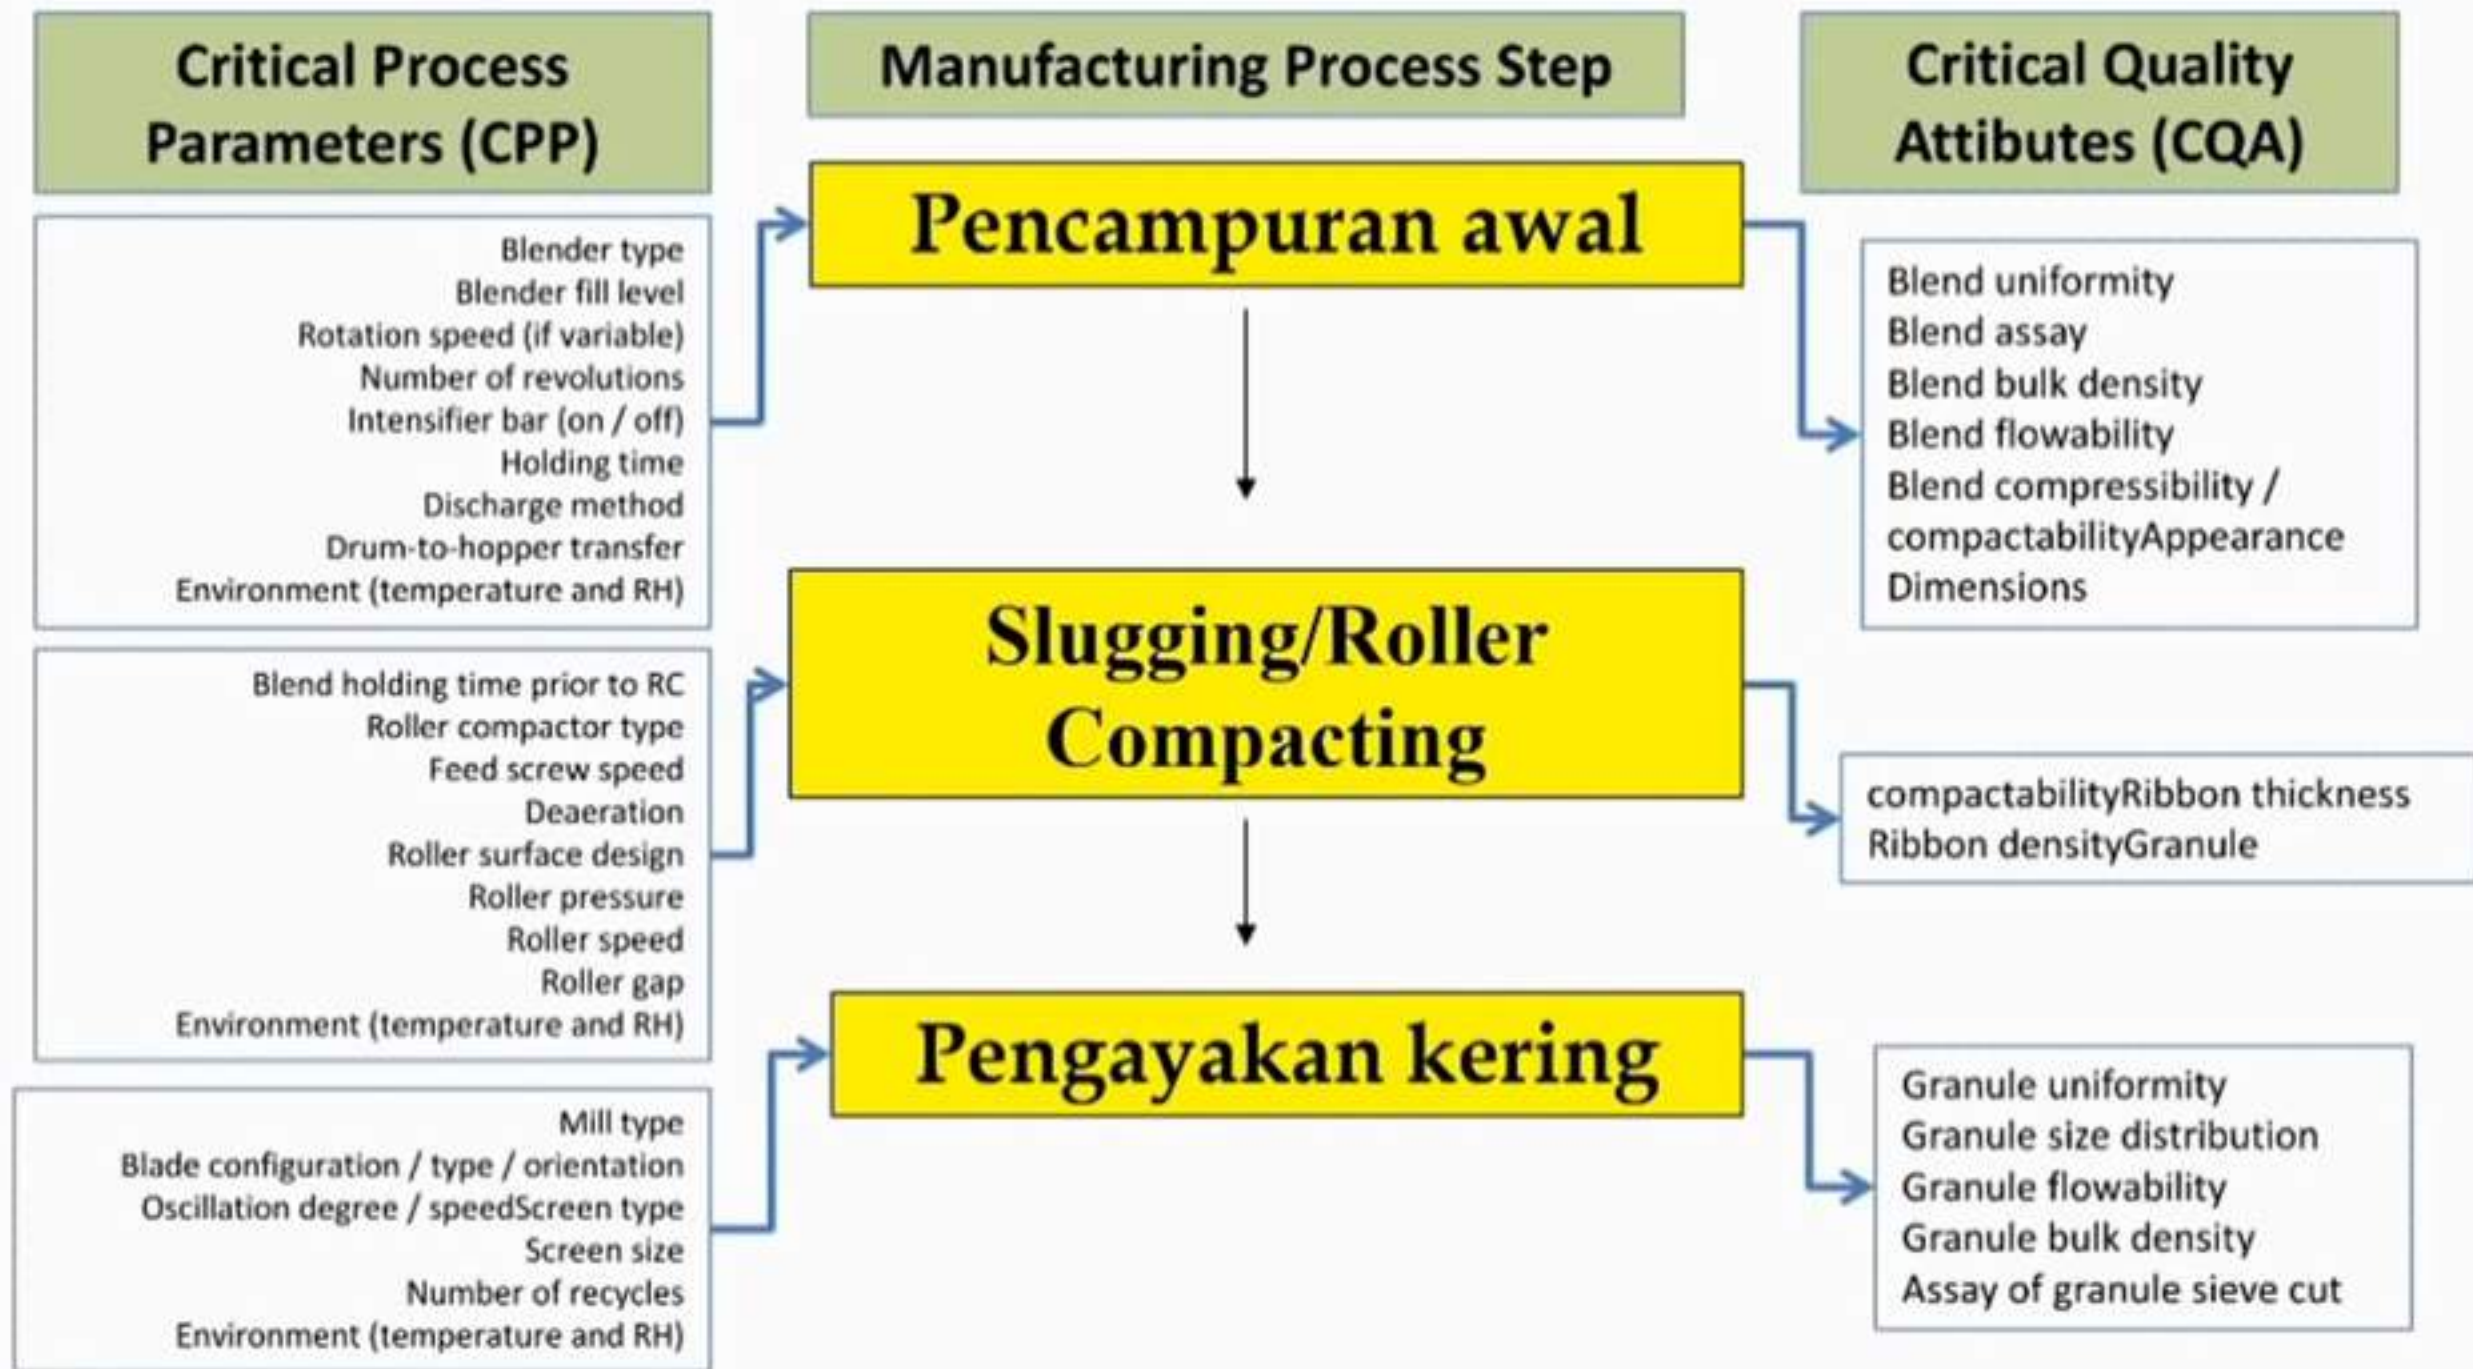 Critical Process
Parameters (CPP)
Manufacturing Process Step
Critical Quality
Attibutes (CQA)
Blender type
Blender fill level
Rotation speed (if variable)
Number of revolutions
Intensifier bar (on / off)
Holding time
Discharge method
Drum-to-hopper transfer
Environment (temperature and RH)
Pencampuran awal
Blend uniformity
Blend assay
Blend bulk density
Blend flowability
Blend compressibility /
compactabilityAppearance
Dimensions
Blend holding time prior to RC
Roller compactor type
Feed screw speed
Deaeration
Roller surface design
Roller pressure
Roller speed
Roller gap
Environment (temperature and RH)
Slugging/Roller
Compacting
compactabilityRibbon thickness
Ribbon densityGranule
Mill type
Blade configuration / type / orientation
Oscillation degree / speedScreen type
Screen size
Number of recycles
Environment (temperature and RH)
Pengayakan kering
Granule uniformity
Granule size distribution
Granule flowability
Granule bulk density
Assay of granule sieve cut